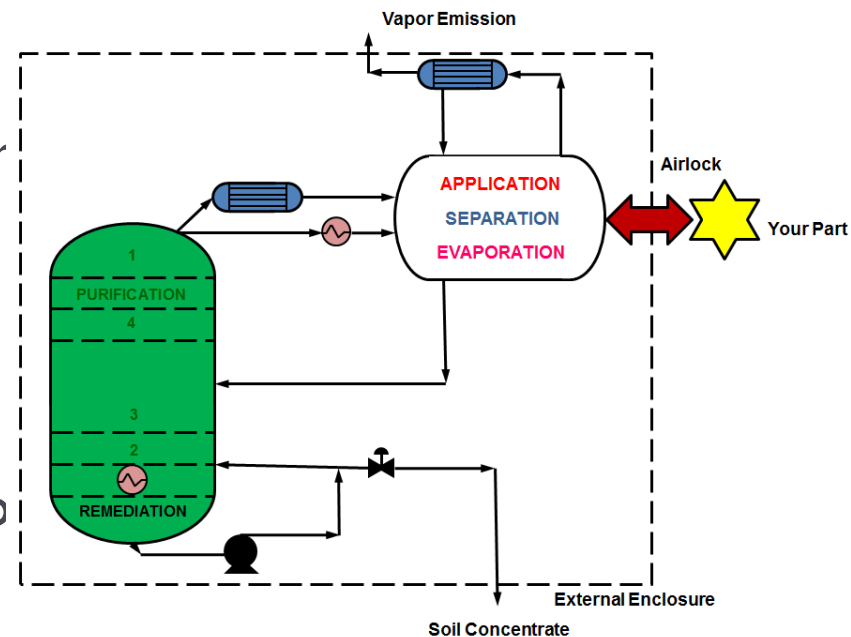 Vapor Emission
Airlock
APPLICATION
SEPARATION
EVAPORATION
Your Part
1
PURIFICATION
4
3
2
REMEDIATION
External Enclosure
Soil Concentrate